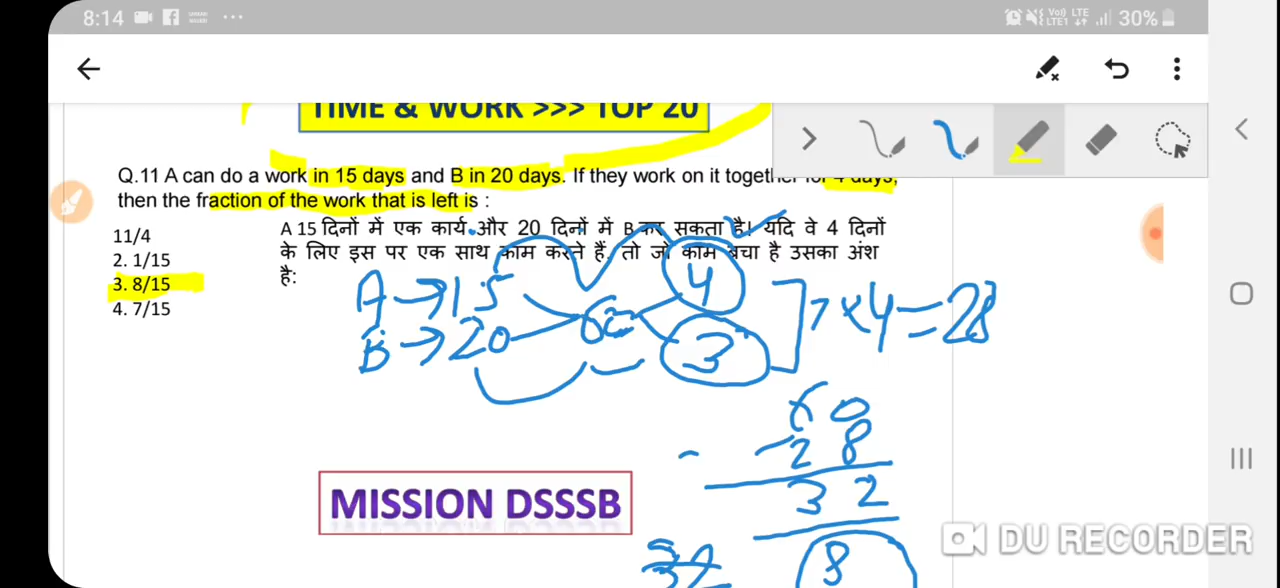 8:14 VoLTE LTE1 30%
TIME & WORK >>> TOP 20
Q.11 A can do a work in 15 days and B in 20 days. If they work on it together for 4 days,
then the fraction of the work that is left is :
A 15 दिनों में एक कार्य और 20 दिनों में B कर सकता है। यदि वे 4 दिनों
के लिए इस पर एक साथ काम करते हैं, तो जो काम बचा है उसका अंश
है:
11/4
2. 1/15
3. 8/15
4. 7/15
A → 15
B → 20
60
4
3
7 × 4 = 28
60
- 28
32
32
8
MISSION DSSSB
DU RECORDER